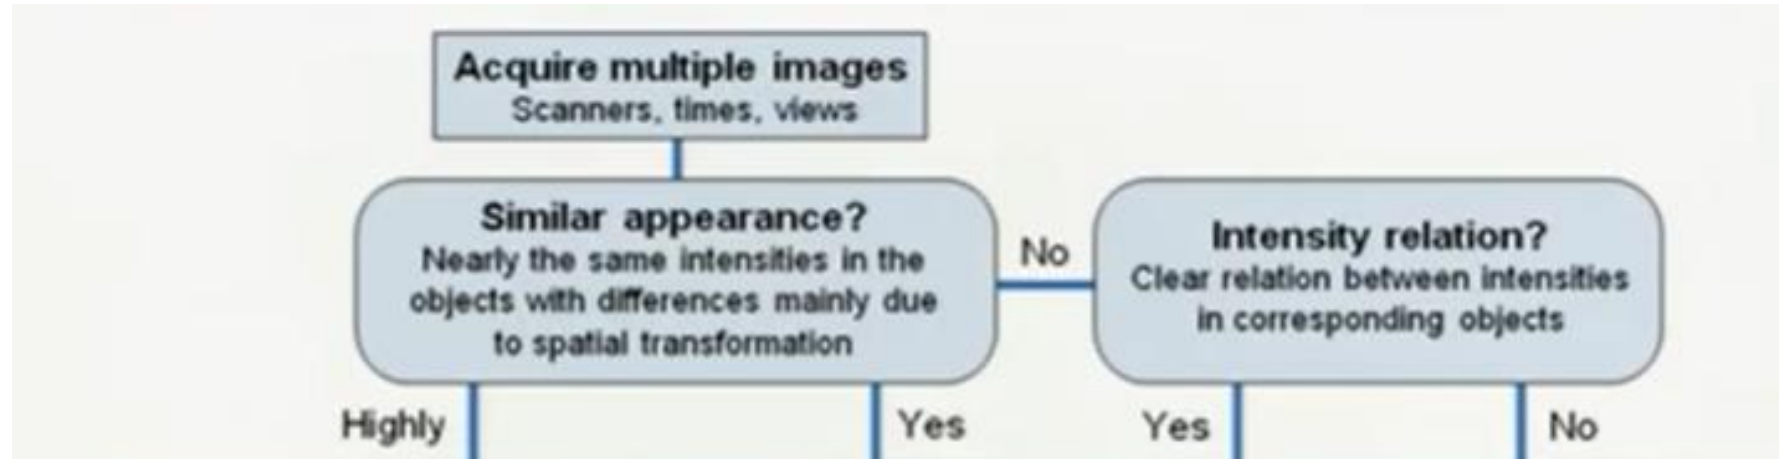 Acquire multiple images
Scanners, times, views
Similar appearance?
Nearly the same intensities in the
objects with differences mainly due
to spatial transformation
No
Intensity relation?
Clear relation between intensities
in corresponding objects
Highly
Yes
Yes
No